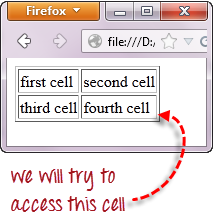 Firefox
file:///D:/
first cell second cell
third cell fourth cell
we will try to
access this cell